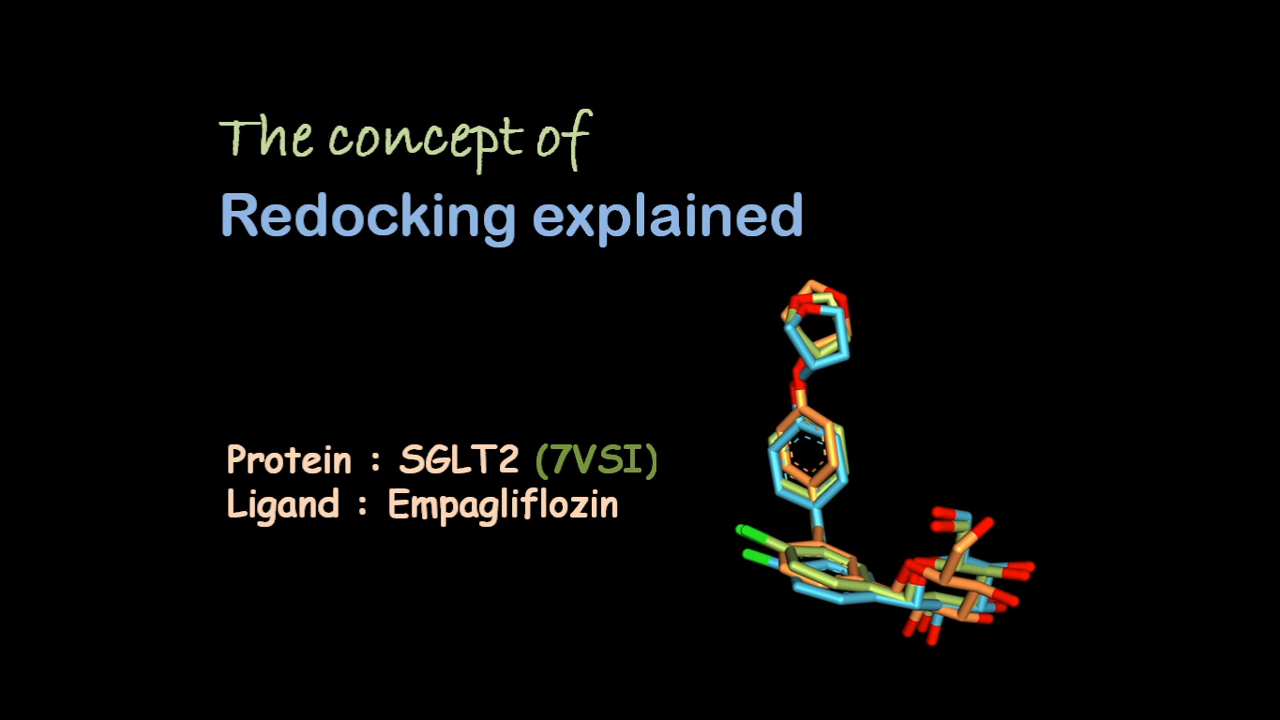 The concept of
Redocking explained
Protein : SGLT2 (7VSI)
Ligand : Empagliflozin